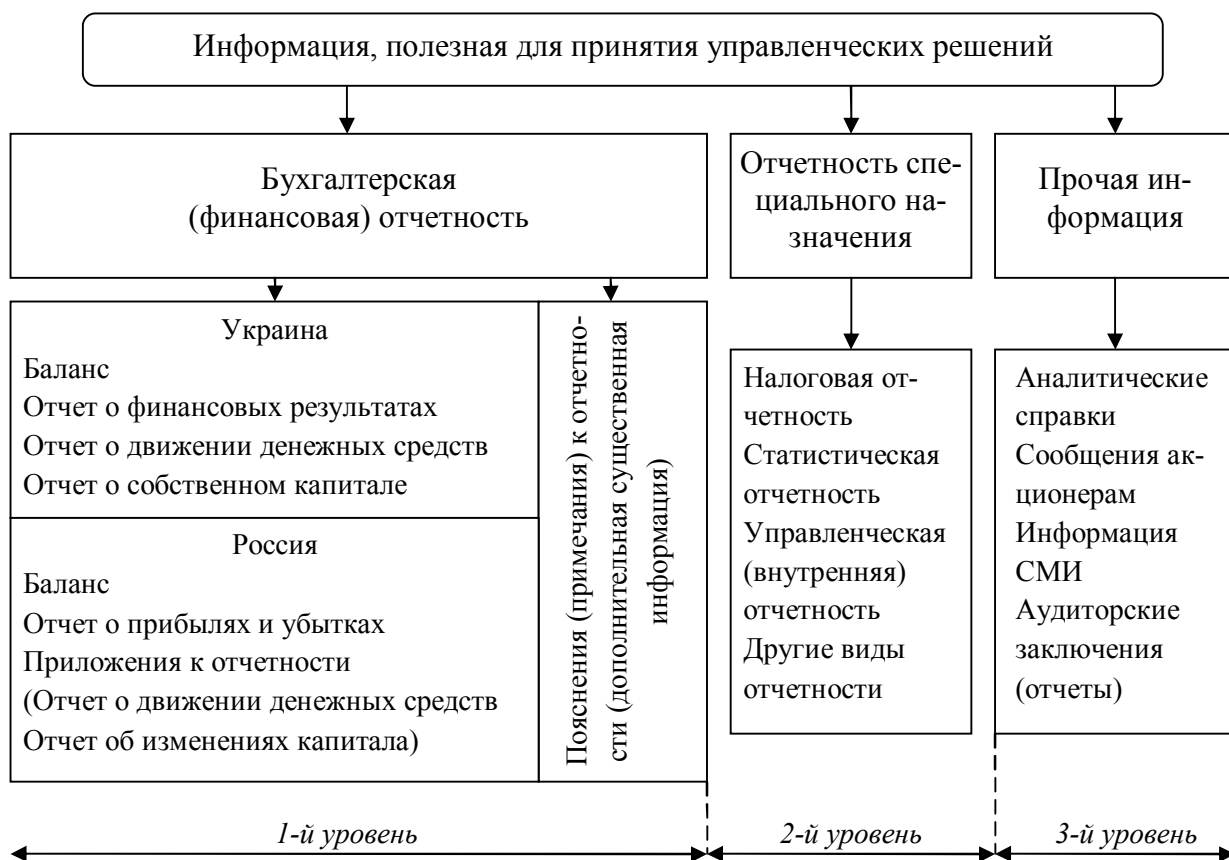 Информация, полезная для принятия управленческих решений
Бухгалтерская
(финансовая) отчетность
Отчетность спе-
циального на-
значения
Прочая ин-
формация
Украина
Баланс
Отчет о финансовых результатах
Отчет о движении денежных средств
Отчет о собственном капитале
Россия
Баланс
Отчет о прибылях и убытках
Приложения к отчетности
(Отчет о движении денежных средств
Отчет об изменениях капитала)
Пояснения (примечания) к отчетно-
сти (дополнительная существенная
информация)
Налоговая от-
четность
Статистическая
отчетность
Управленческая
(внутренняя)
отчетность
Другие виды
отчетности
Аналитические
справки
Сообщения ак-
ционерам
Информация
СМИ
Аудиторские
заключения
(отчеты)
1-й уровень
2-й уровень
3-й уровень